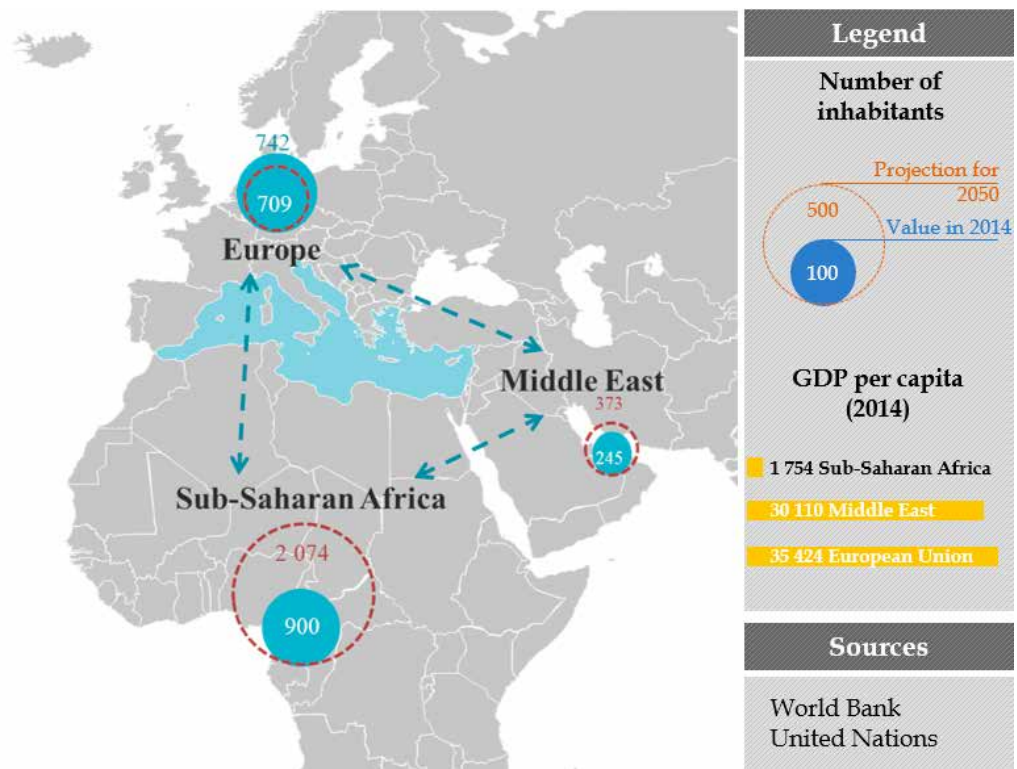 742
709
Europe
Middle East
373
245
Sub-Saharan Africa
2 074
900
Legend
Number of
inhabitants
Projection for
2050
500
Value in 2014
100
GDP per capita
(2014)
1 754 Sub-Saharan Africa
30 110 Middle East
35 424 European Union
Sources
World Bank
United Nations